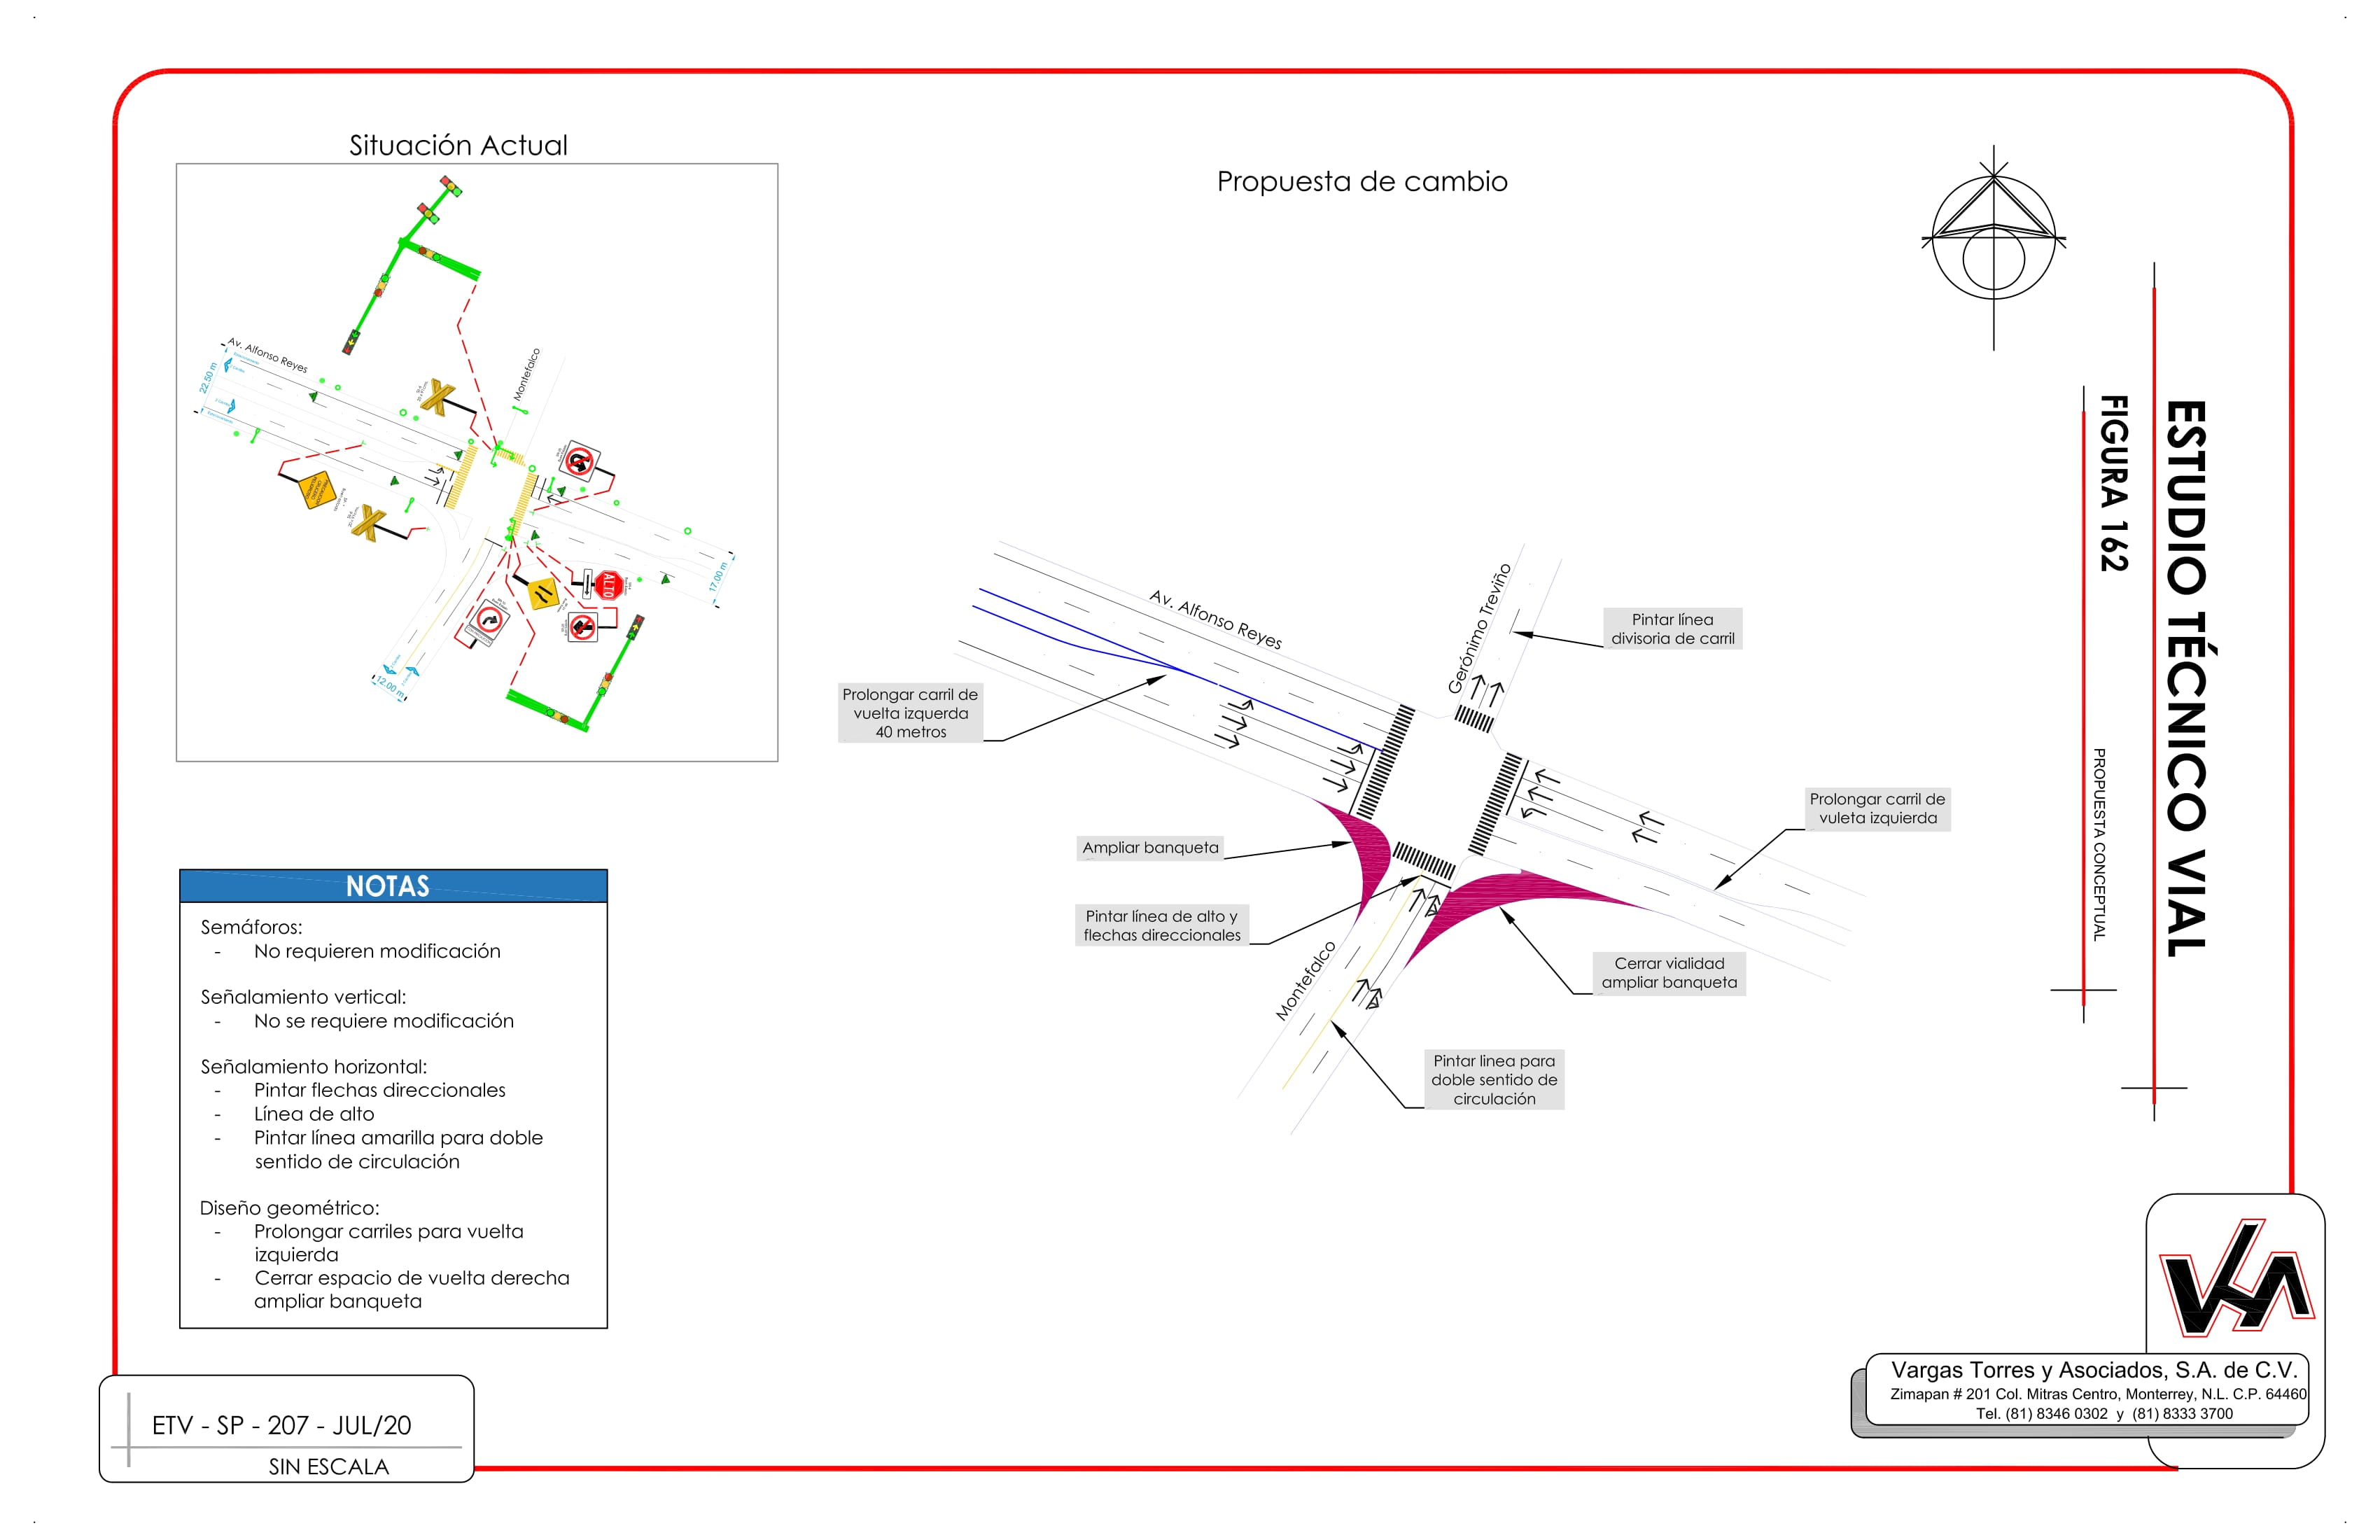 Situación Actual
Av. Alfonso Reyes
22.50 m
Montefalco
17.00 m
12.00 m
ALTO
Propuesta de cambio
Av. Alfonso Reyes
Gerónimo Treviño
Pintar línea
divisoria de carril
Prolongar carril de
vuelta izquerda
40 metros
Prolongar carril de
vuleta izquierda
Ampliar banqueta
Pintar línea de alto y
flechas direccionales
Montefalco
Cerrar vialidad
ampliar banqueta
Pintar linea para
doble sentido de
circulación
NOTAS
Semáforos:
- No requieren modificación
Señalamiento vertical:
- No se requiere modificación
Señalamiento horizontal:
- Pintar flechas direccionales
- Línea de alto
- Pintar línea amarilla para doble
sentido de circulación
Diseño geométrico:
- Prolongar carriles para vuelta
izquierda
- Cerrar espacio de vuelta derecha
ampliar banqueta
ESTUDIO TÉCNICO VIAL
FIGURA 162
PROPUESTA CONCEPTUAL
ETV - SP - 207 - JUL/20
SIN ESCALA
Vargas Torres y Asociados, S.A. de C.V.
Zimapan # 201 Col. Mitras Centro, Monterrey, N.L. C.P. 64460
Tel. (81) 8346 0302 y (81) 8333 3700